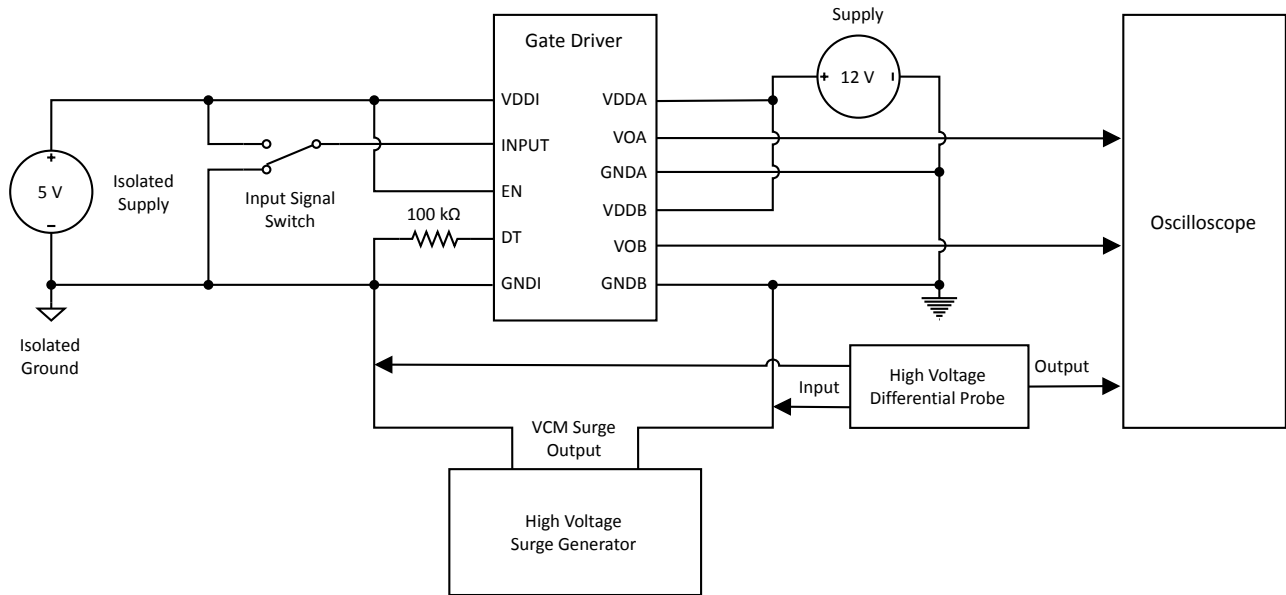 Supply
Gate Driver
+
12 V
−
VDDI
VDDA
VOA
INPUT
+
5 V
−
Isolated
Supply
Input Signal
Switch
GNDA
EN
VDDB
100 kΩ
DT
VOB
GNDI
GNDB
Oscilloscope
Isolated
Ground
High Voltage
Differential Probe
Input
Output
VCM Surge
Output
High Voltage
Surge Generator